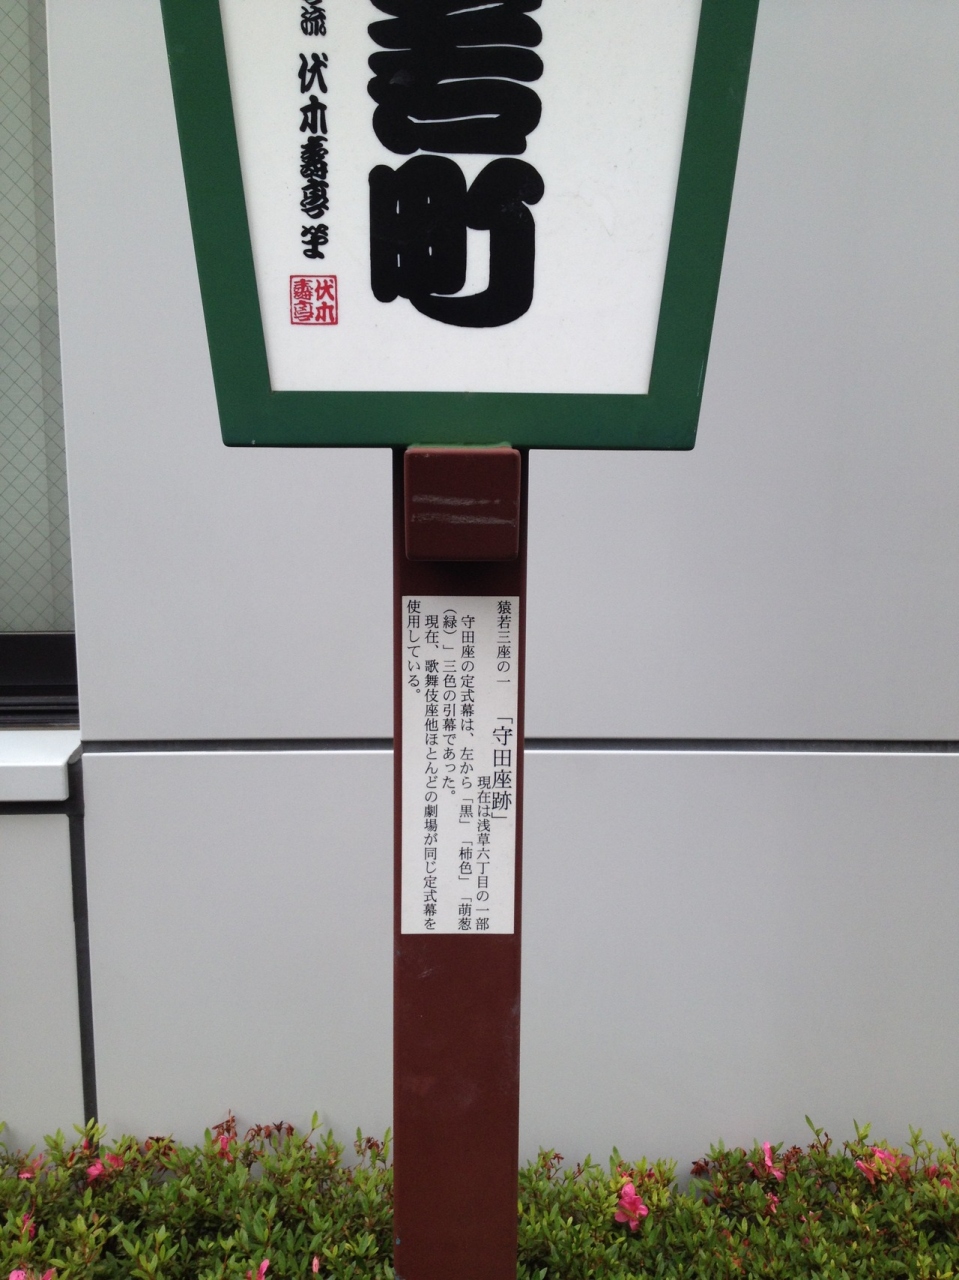 若町
流 伏木壽亭 筆
伏木
壽亭
猿若三座の一 「守田座跡」
現在は浅草六丁目の一部
守田座の定式幕は、左から「黒」「柿色」「萌葱
(緑)」三色の引幕であった。
現在、歌舞伎座他ほとんどの劇場が同じ定式幕を
使用している。